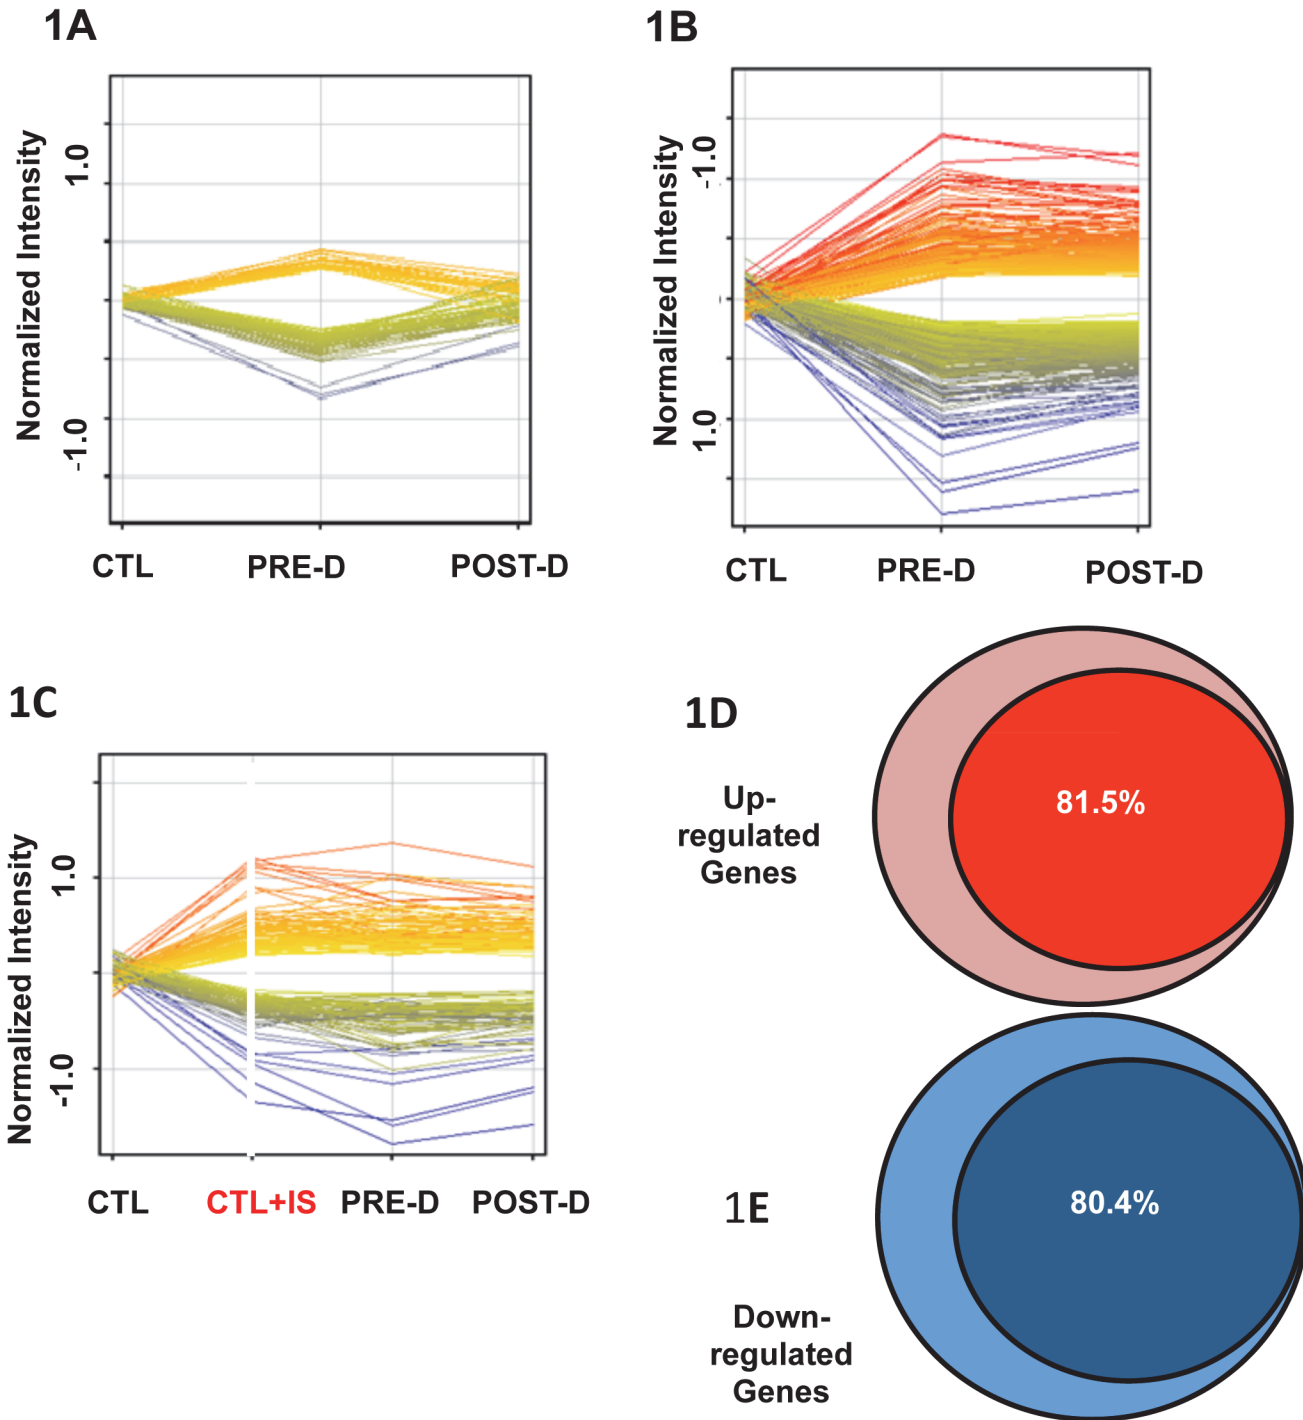 1A
Normalized Intensity
1.0
-1.0
CTL PRE-D POST-D
1B
Normalized Intensity
-1.0
-
1.0
CTL PRE-D POST-D
1C
Normalized Intensity
1.0
-1.0
CTL CTL+IS PRE-D POST-D
1D
Up-
regulated
Genes
81.5%
1E
Down-
regulated
Genes
80.4%